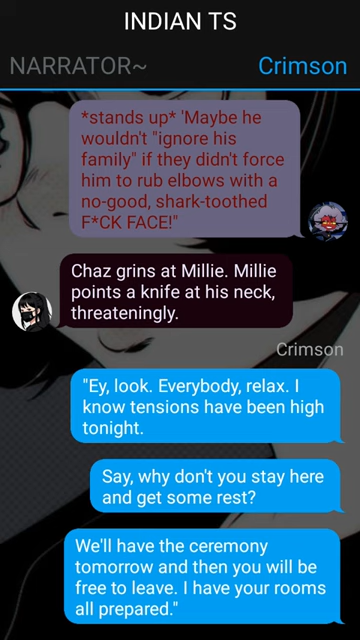 INDIAN TS
NARRATOR~ Crimson
*stands up* 'Maybe he
wouldn't "ignore his
family" if they didn't force
him to rub elbows with a
no-good, shark-toothed
F*CK FACE!"
Chaz grins at Millie. Millie
points a knife at his neck,
threateningly.
Crimson
"Ey, look. Everybody, relax. I
know tensions have been high
tonight.
Say, why don't you stay here
and get some rest?
We'll have the ceremony
tomorrow and then you will be
free to leave. I have your rooms
all prepared."